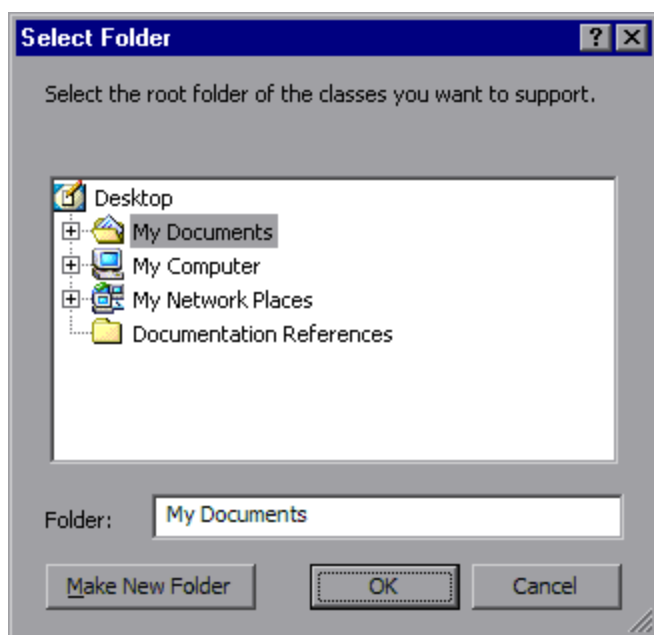 Select Folder
Select the root folder of the classes you want to support.
Desktop
My Documents
My Computer
My Network Places
Documentation References
Folder: My Documents
Make New Folder OK Cancel